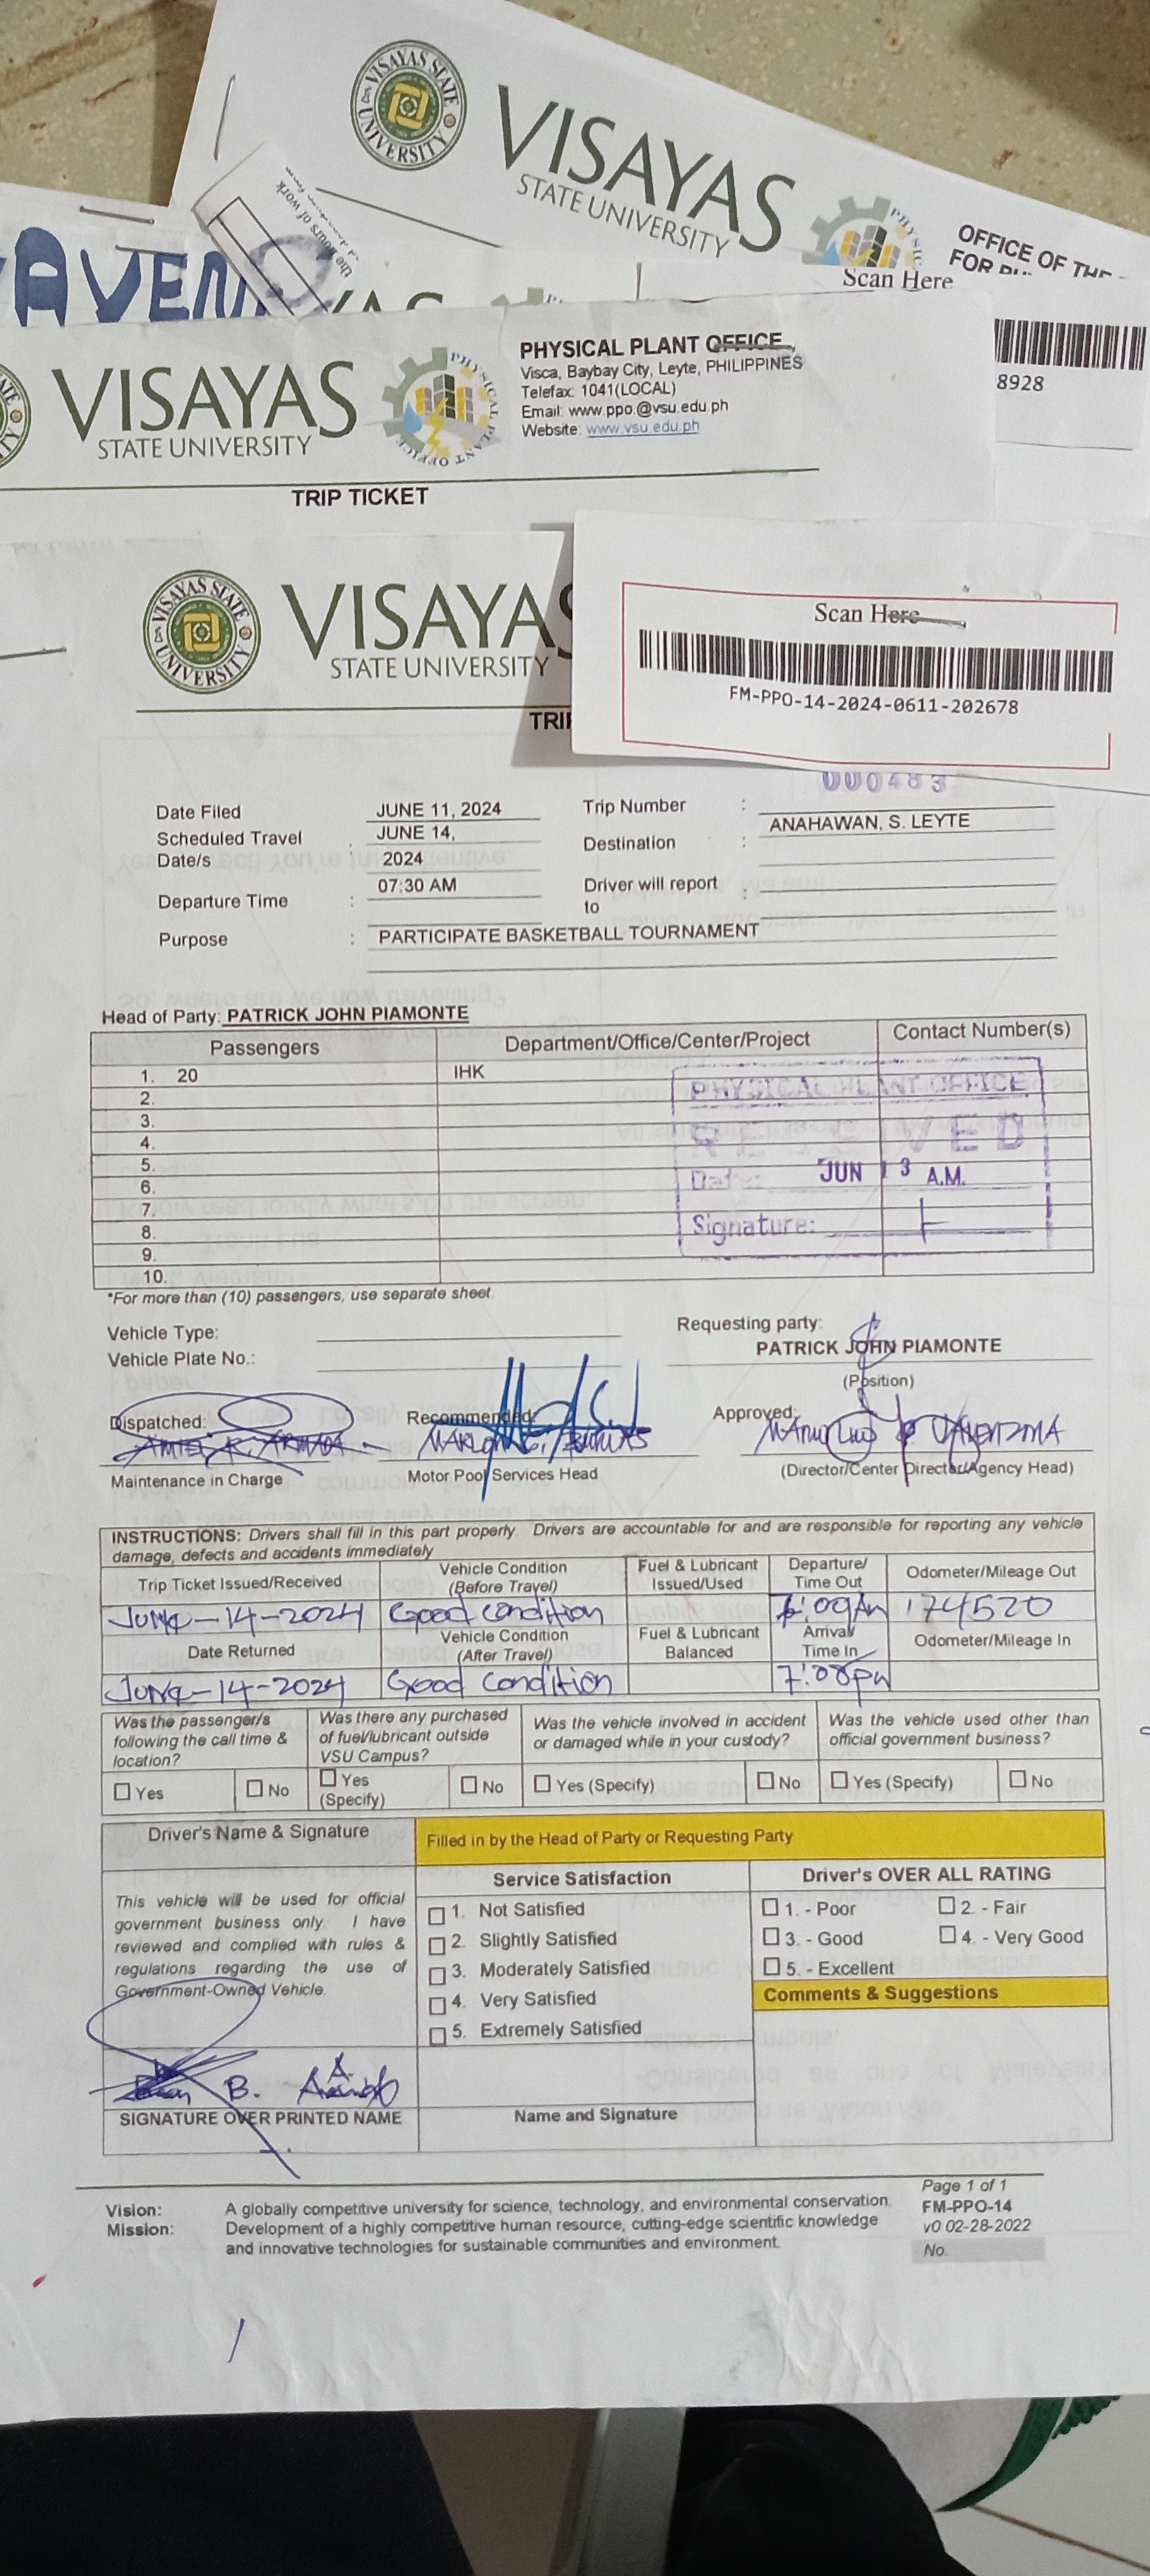 VISAYAS STATE UNIVERSITY
VISAYAS
STATE UNIVERSITY
OFFICE OF THE
FOR
Scan Here
the hours of work
AVEN
8928
VISAYAS
STATE UNIVERSITY
PHYSICAL PLANT OFFICE
PHYSICAL PLANT OFFICE
Visca, Baybay City, Leyte, PHILIPPINES
Telefax: 1041(LOCAL)
Email: www.ppo.@vsu.edu.ph
Website: www.vsu.edu.ph
TRIP TICKET
VISAYAS STATE UNIVERSITY
VISAYAS
STATE UNIVERSITY
TRIP
Scan Here
FM-PPO-14-2024-0611-202678
000483
Date Filed JUNE 11, 2024 Trip Number :
Scheduled Travel Date/s : JUNE 14, 2024 Destination : ANAHAWAN, S. LEYTE
Departure Time : 07:30 AM Driver will report to :
Purpose : PARTICIPATE BASKETBALL TOURNAMENT
Head of Party: PATRICK JOHN PIAMONTE
Passengers Department/Office/Center/Project Contact Number(s)
1. 20 IHK
2.
3.
4.
5.
6.
7.
8.
9.
10.
PHYSICAL PLANT OFFICE
RECEIVED
Date: JUN 13 A.M.
Signature:
*For more than (10) passengers, use separate sheet.
Vehicle Type:
Vehicle Plate No.:
Requesting party:
PATRICK JOHN PIAMONTE
(Position)
Dispatched: Recommended: Approved:
Maintenance in Charge Motor Pool Services Head (Director/Center Director/Agency Head)
INSTRUCTIONS: Drivers shall fill in this part properly. Drivers are accountable for and are responsible for reporting any vehicle
damage, defects and accidents immediately
Trip Ticket Issued/Received Vehicle Condition (Before Travel) Fuel & Lubricant Issued/Used Departure/ Time Out Odometer/Mileage Out
June-14-2024 Good condition :00Am 174520
Date Returned Vehicle Condition (After Travel) Fuel & Lubricant Balanced Arrival/ Time In Odometer/Mileage In
June-14-2024 Good condition 7:08pm
Was the passenger/s following the call time & location? Was there any purchased of fuel/lubricant outside VSU Campus? Was the vehicle involved in accident or damaged while in your custody? Was the vehicle used other than official government business?
Yes No Yes (Specify) No Yes (Specify) No Yes (Specify) No
Driver's Name & Signature Filled in by the Head of Party or Requesting Party
Service Satisfaction Driver's OVER ALL RATING
This vehicle will be used for official
government business only. I have
reviewed and complied with rules &
regulations regarding the use of
Government-Owned Vehicle.
1. Not Satisfied
2. Slightly Satisfied
3. Moderately Satisfied
4. Very Satisfied
5. Extremely Satisfied
1. - Poor 2. - Fair
3. - Good 4. - Very Good
5. - Excellent
Comments & Suggestions
B.
SIGNATURE OVER PRINTED NAME Name and Signature
Vision: A globally competitive university for science, technology, and environmental conservation.
Mission: Development of a highly competitive human resource, cutting-edge scientific knowledge
and innovative technologies for sustainable communities and environment.
Page 1 of 1
FM-PPO-14
v0 02-28-2022
No.